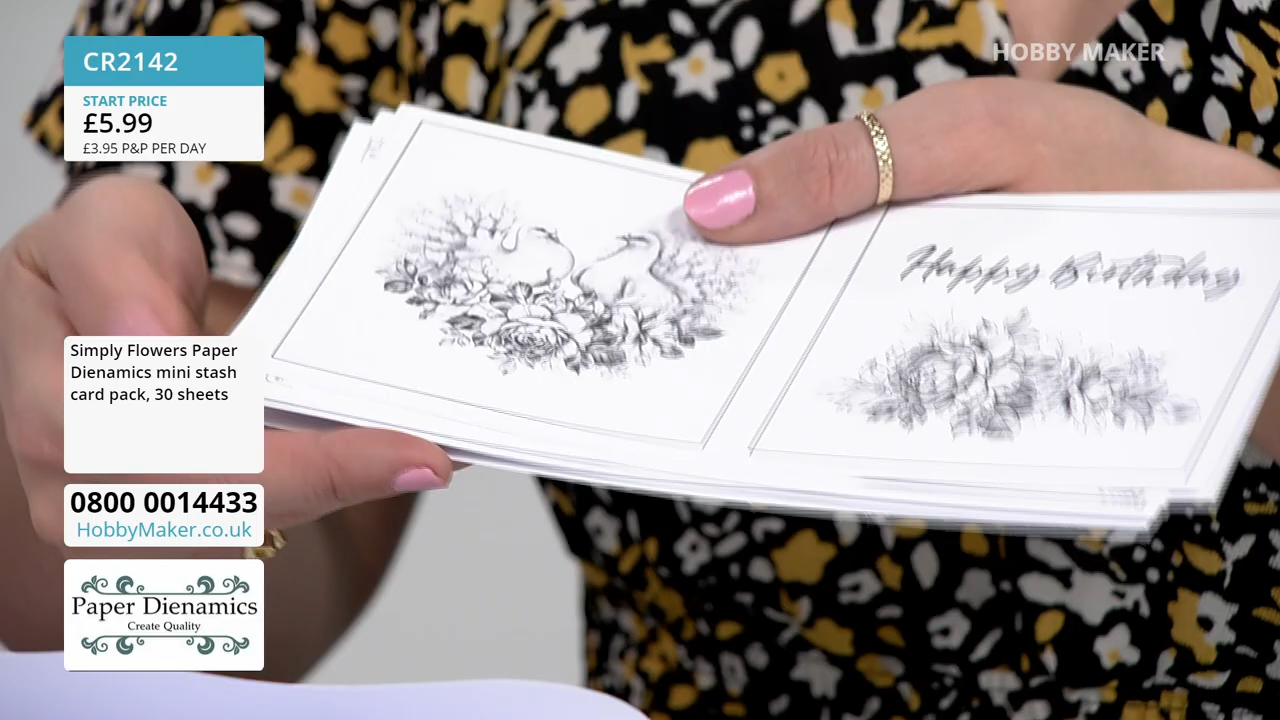 CR2142
START PRICE
£5.99
£3.95 P&P PER DAY
HOBBY MAKER
Happy Birthday
Simply Flowers Paper
Dienamics mini stash
card pack, 30 sheets
0800 0014433
HobbyMaker.co.uk
Paper Dienamics
Create Quality